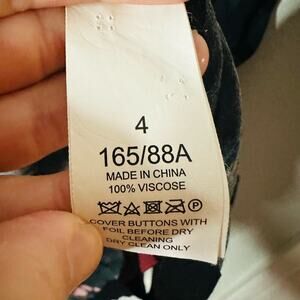 4
165/88A
MADE IN CHINA
100% VISCOSE
COVER BUTTONS WITH
FOIL BEFORE DRY
CLEANING
DRY CLEAN ONLY